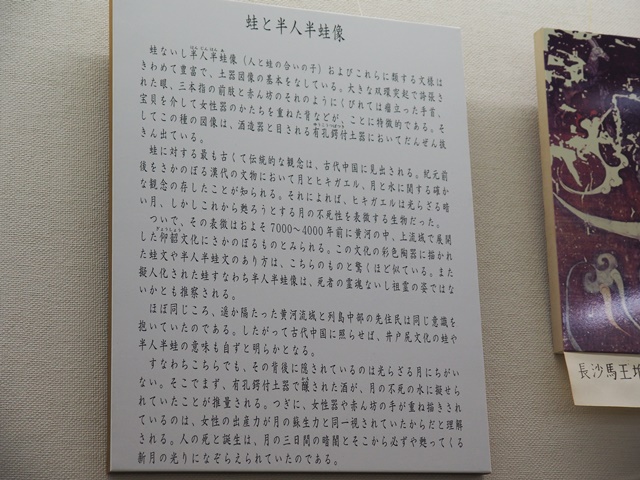 蛙と半人半蛙像
蛙ないし半人半蛙像（人と蛙の合いの子）およびこれらに類する文様は
きわめて豊富で、土器図像の基本をなしている。大きな双環突起で誇張さ
れた眼、三本指の前肢と赤ん坊のそれのようにくびれては瘤立った手首、
宝貝を介して女性器のかたちを重ねた背などが、ことに特徴的である。そ
してこの種の図像は、酒造器と目される有孔鍔付土器においてだんぜん抜
きん出ている。
蛙に対する最も古くて伝統的な観念は、古代中国に見出される。紀元前
後をさかのぼる漢代の文物において月とヒキガエル、月と水に関する確か
な観念の存したことが知られる。それによれば、ヒキガエルは光らざる暗
い月、しかしこれから甦ろうとする月の不死性を表徴する生物だった。
ついで、その表徴はおよそ7000〜4000年前に黄河の中、上流域で展開
した仰韶文化にさかのぼるものとみられる。この文化の彩色陶器に描かれ
た蛙文や半人半蛙文のあり方は、こちらのものと驚くほど似ている。また
擬人化された蛙すなわち半人半蛙像は、死者の霊魂ないし祖霊の姿ではな
いかとも推察される。
ほぼ同じころ、遥か隔たった黄河流域と列島中部の先住民は同じ意識を
抱いていたのである。したがって古代中国に照らせば、井戸尻文化の蛙や
半人半蛙の意味も自ずと明らかとなる。
すなわちこちらでも、その背後に隠されているのは光らざる月にちがい
ない。そこでまず、有孔鍔付土器で醸された酒が、月の不死の水に擬せら
れていたことが推量される。つぎに、女性器や赤ん坊の手が重ね描きされ
ているのは、女性の出産力が月の蘇生力と同一視されていたからだと理解
される。人の死と誕生は、月の三日間の暗闇とそこから必ずや甦ってくる
新月の光りになぞらえられていたのである。
長沙馬王堆